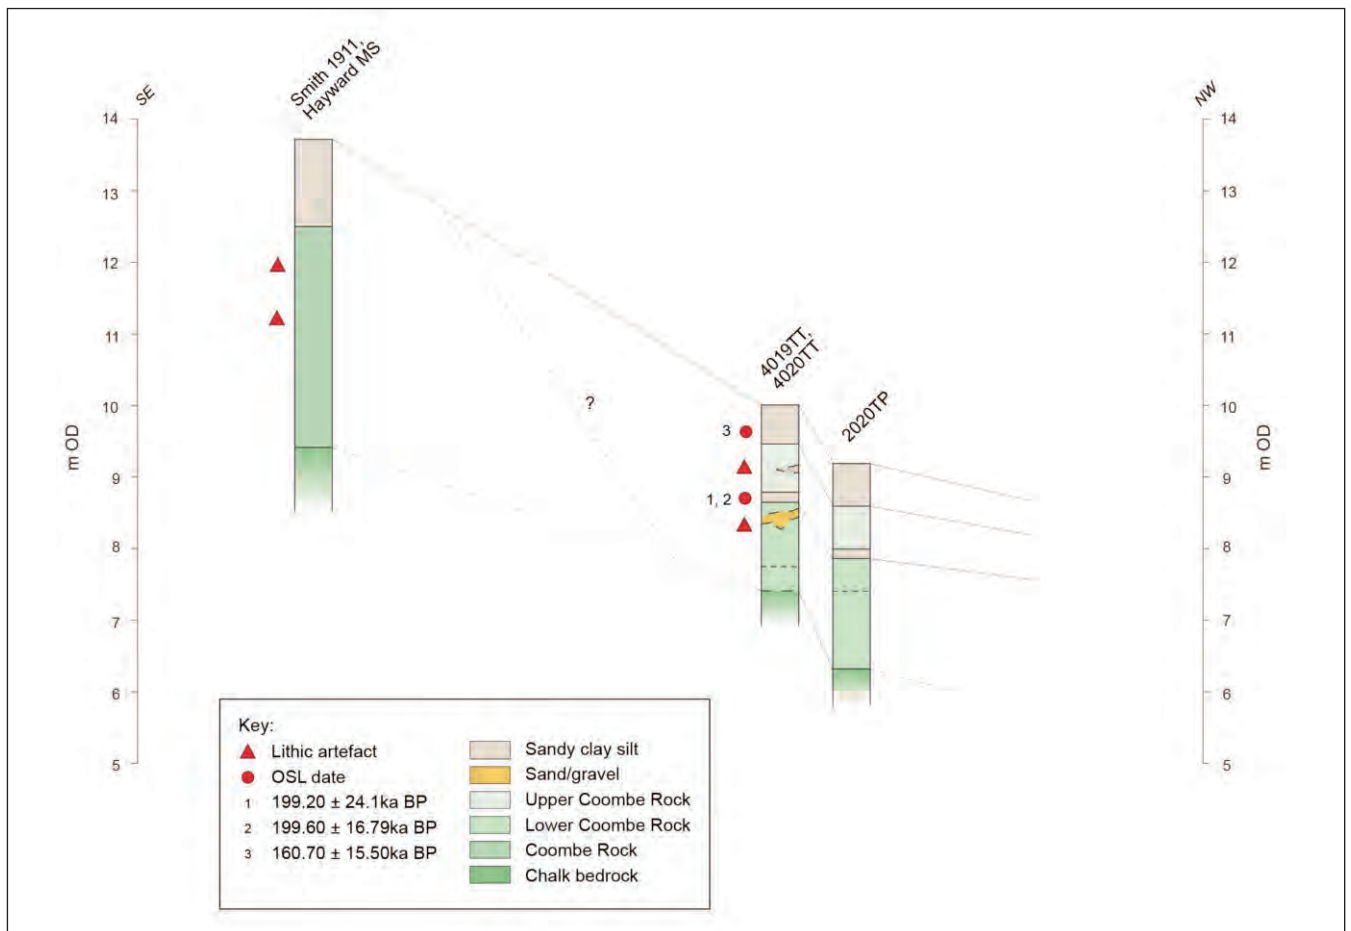 Smith 1911,
Hayward MS
SE
NW
14
13
12
11
10
9
8
7
6
5
m OD
4019TT,
4020TT
2020TP
?
3
1, 2
14
13
12
11
10
9
8
7
6
5
m OD
Key:
Lithic artefact
OSL date
1 199.20 ± 24.1ka BP
2 199.60 ± 16.79ka BP
3 160.70 ± 15.50ka BP
Sandy clay silt
Sand/gravel
Upper Coombe Rock
Lower Coombe Rock
Coombe Rock
Chalk bedrock